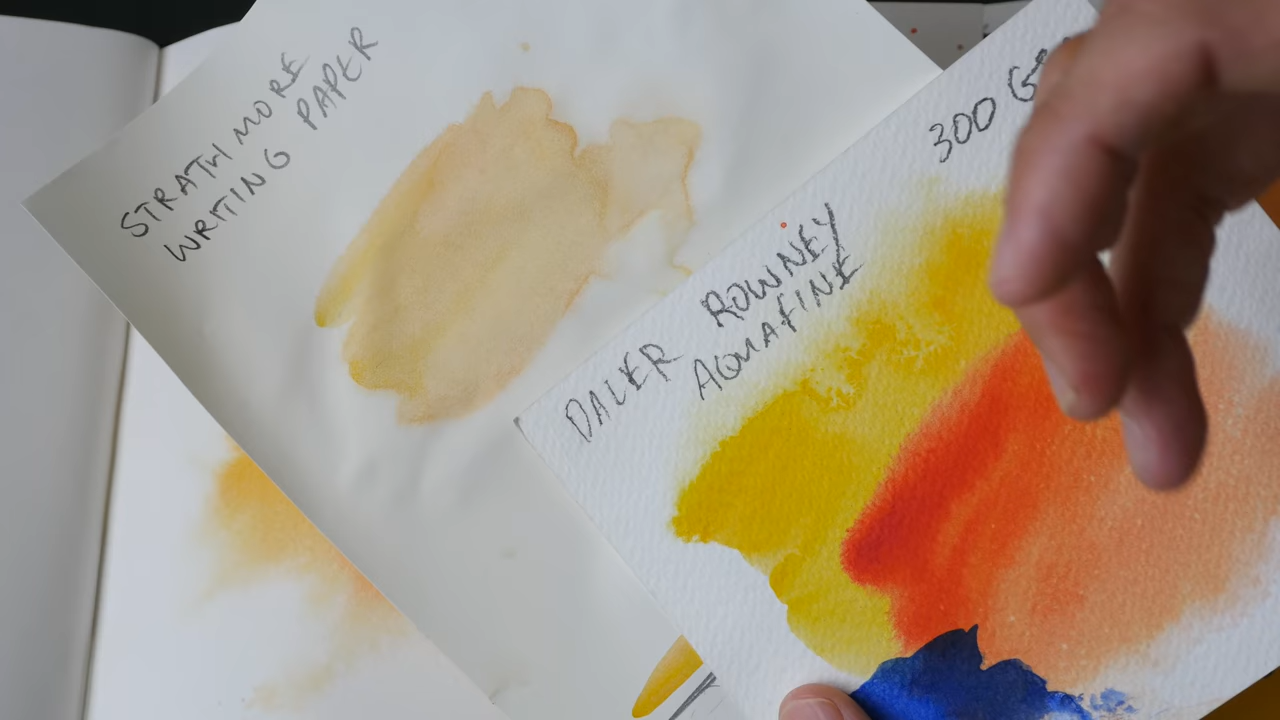 STRATHMORE
WRITING PAPER
DALER ROWNEY
AQUAFINE
300